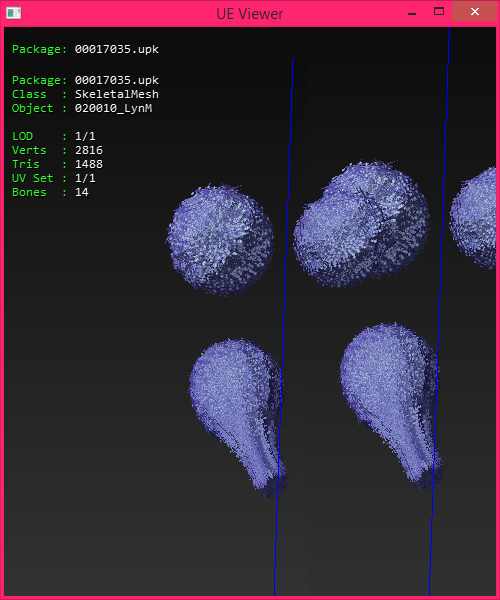 UE Viewer
Package: 00017035.upk
Package: 00017035.upk
Class : SkeletalMesh
Object : 020010_LynM
LOD : 1/1
Verts : 2816
Tris : 1488
UV Set : 1/1
Bones : 14